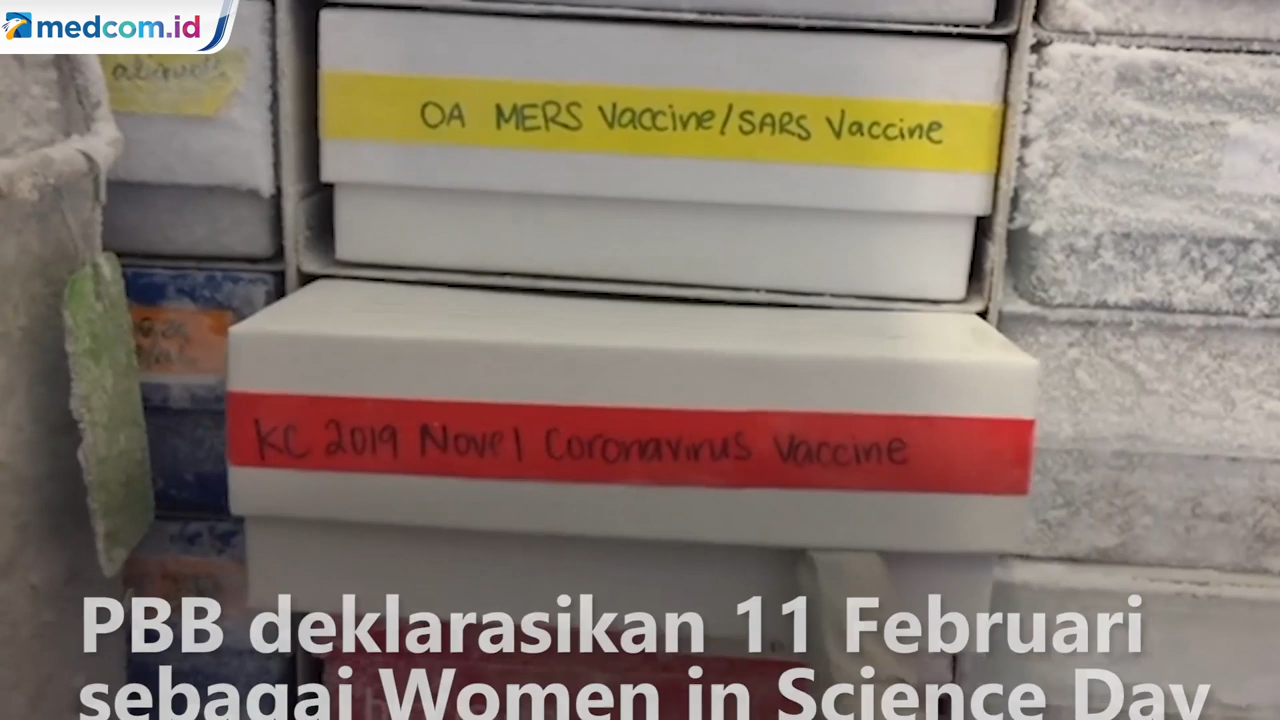 medcom.id
OA MERS Vaccine/SARS Vaccine
KC 2019 Novel Coronavirus Vaccine
PBB deklarasikan 11 Februari
sebagai Women in Science Day